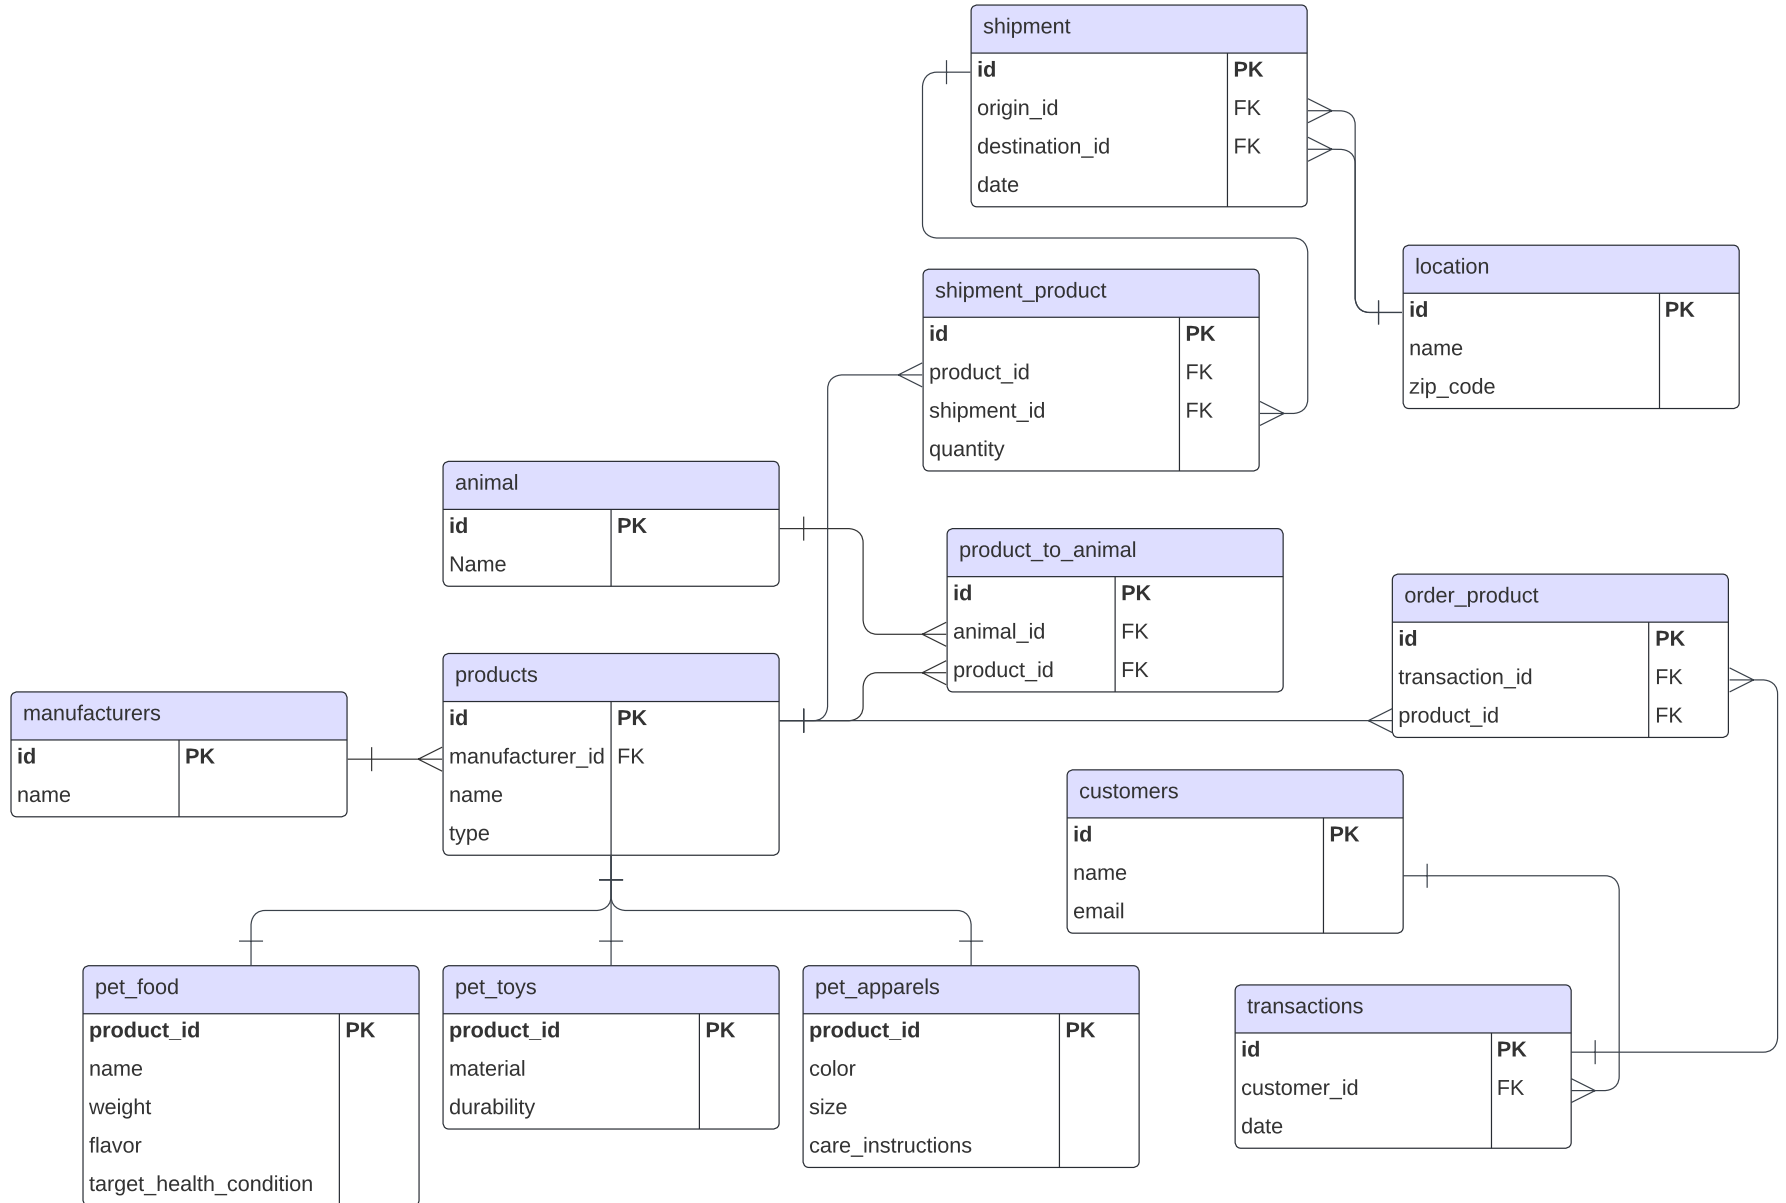 shipment
id PK
origin_id FK
destination_id FK
date
location
id PK
name
zip_code
shipment_product
id PK
product_id FK
shipment_id FK
quantity
animal
id PK
Name
product_to_animal
id PK
animal_id FK
product_id FK
order_product
id PK
transaction_id FK
product_id FK
products
id PK
manufacturer_id FK
name
type
manufacturers
id PK
name
customers
id PK
name
email
pet_food
product_id PK
name
weight
flavor
target_health_condition
pet_toys
product_id PK
material
durability
pet_apparels
product_id PK
color
size
care_instructions
transactions
id PK
customer_id FK
date